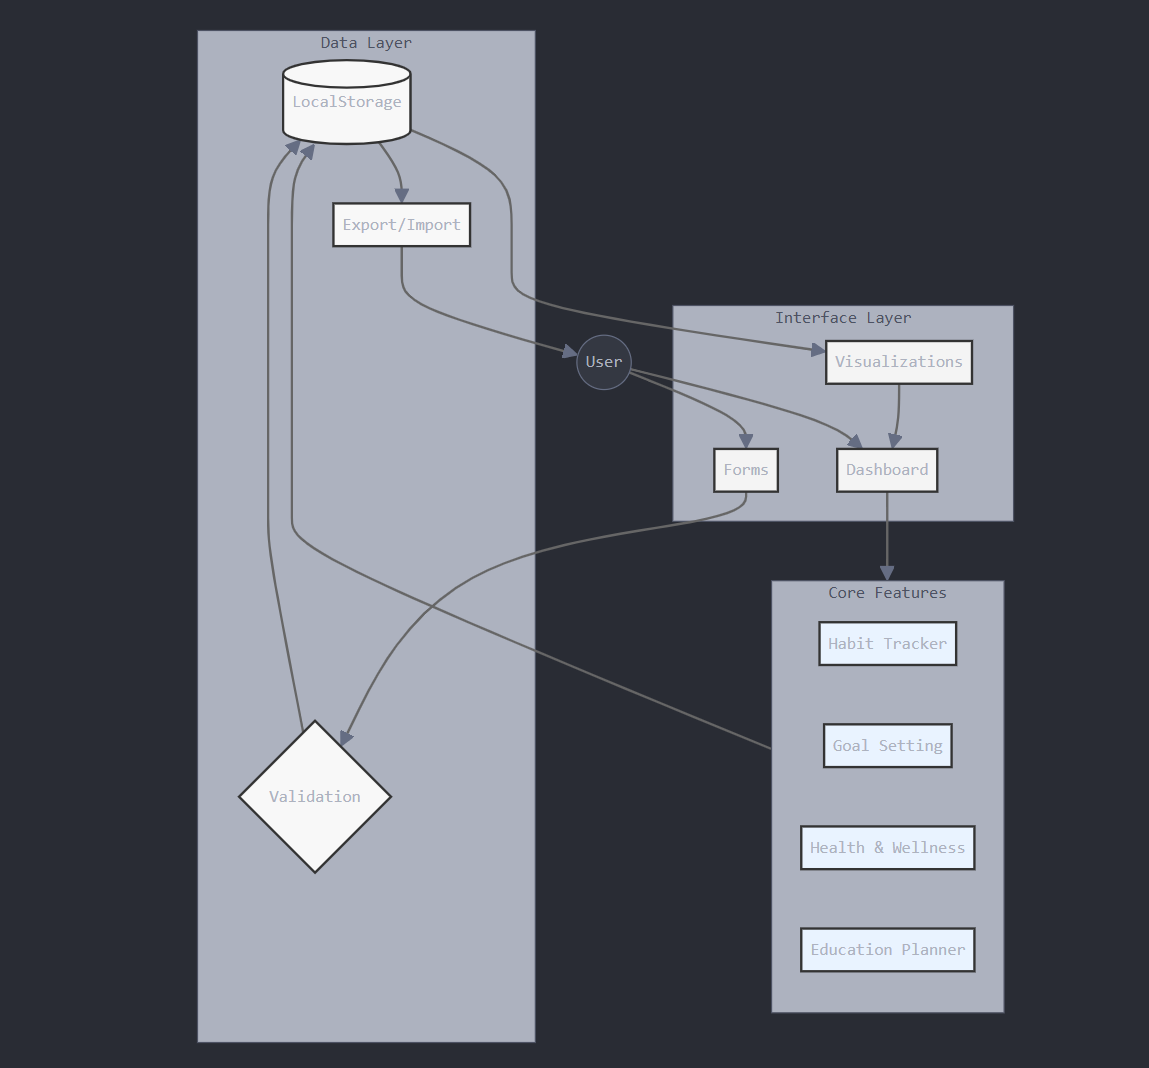 Data Layer
LocalStorage
Export/Import
Interface Layer
User
Visualizations
Forms
Dashboard
Core Features
Habit Tracker
Goal Setting
Validation
Health & Wellness
Education Planner